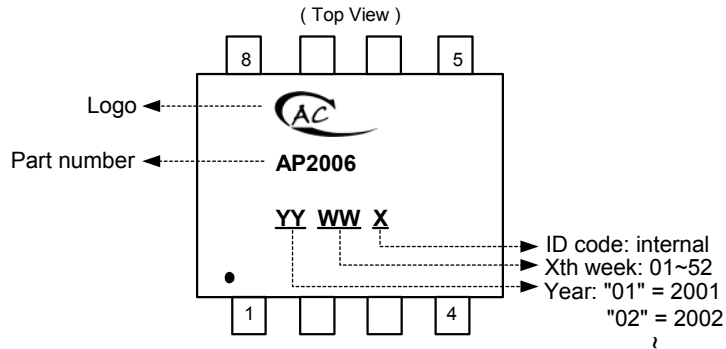 ( Top View )
8 5
Logo
AC
Part number
AP2006
YY WW X
ID code: internal
Xth week: 01~52
Year: "01" = 2001
"02" = 2002
~
1 4